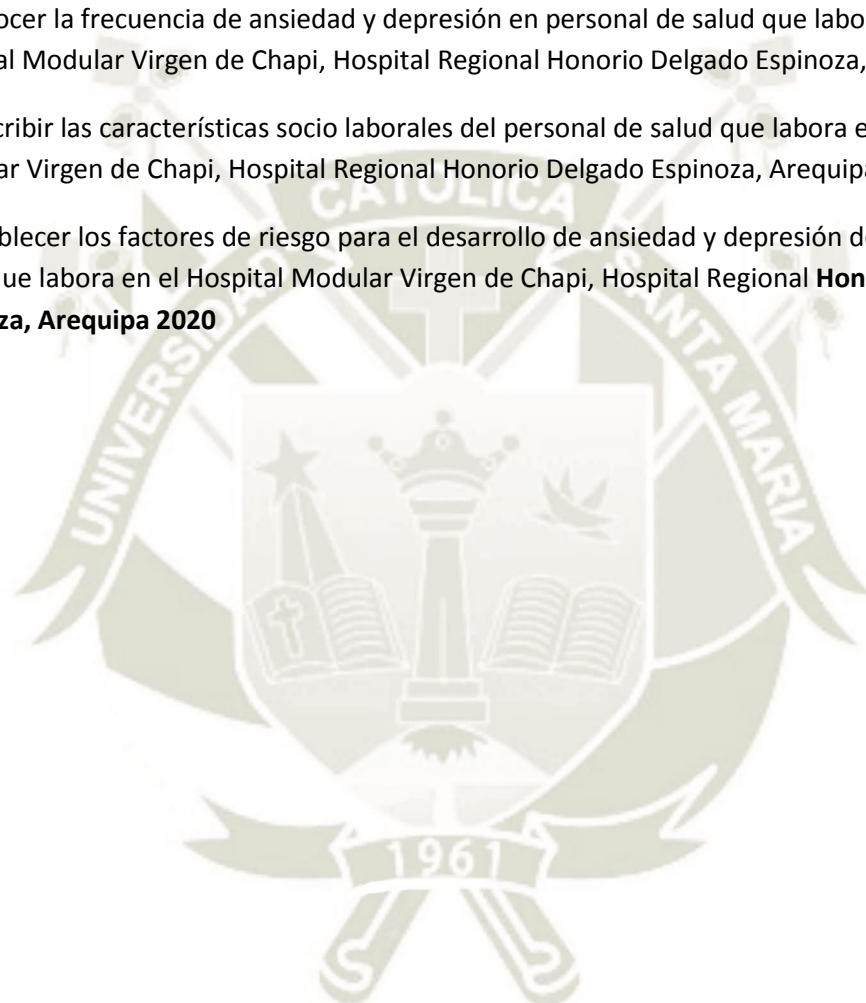 ocer la frecuencia de ansiedad y depresión en personal de salud que labo
al Modular Virgen de Chapi, Hospital Regional Honorio Delgado Espinoza,
cribir las características socio laborales del personal de salud que labora e
ar Virgen de Chapi, Hospital Regional Honorio Delgado Espinoza, Arequipa
blecer los factores de riesgo para el desarrollo de ansiedad y depresión de
ue labora en el Hospital Modular Virgen de Chapi, Hospital Regional Hon
za, Arequipa 2020
UNIVERSIDAD CATOLICA SANTA MARIA
1961